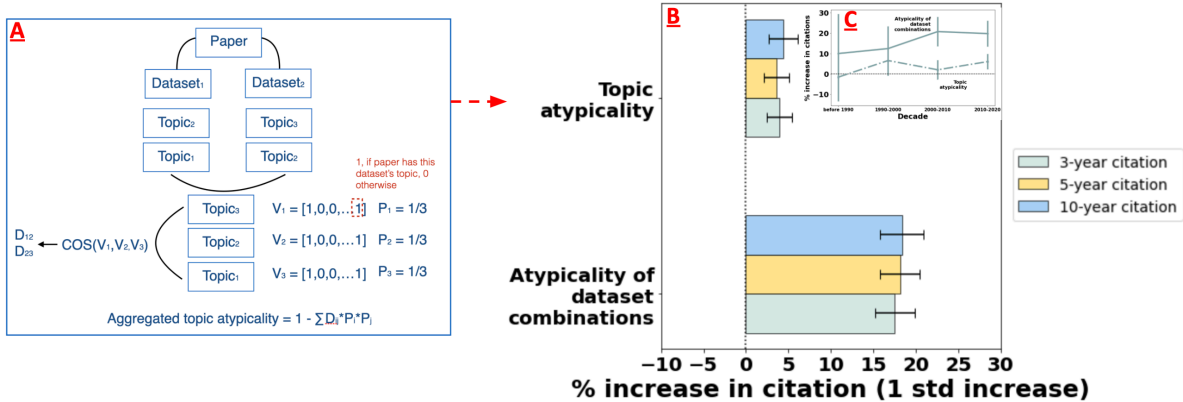 A
Paper
Dataset₁
Dataset₂
Topic₂
Topic₃
Topic₁
Topic₂
1, if paper has this
dataset's topic, 0
otherwise
Topic₃
V₁ = [1,0,0,…1]
P₁ = 1/3
Topic₂
V₂ = [1,0,0,…1]
P₂ = 1/3
Topic₁
V₃ = [1,0,0,…1]
P₃ = 1/3
D₁₂
D₂₃
COS(V₁,V₂,V₃)
Aggregated topic atypicality = 1 - ∑Dᵢⱼ*Pᵢ*Pⱼ
B
Topic
atypicality
Atypicality of
dataset
combinations
−10 −5 0 5 10 15 20 25 30
% increase in citation (1 std increase)
C
% increase in citations
30
20
10
0
−10
Atypicality of
dataset
combinations
Topic
atypicality
before 1990 1990-2000 2000-2010 2010-2020
Decade
3-year citation
5-year citation
10-year citation